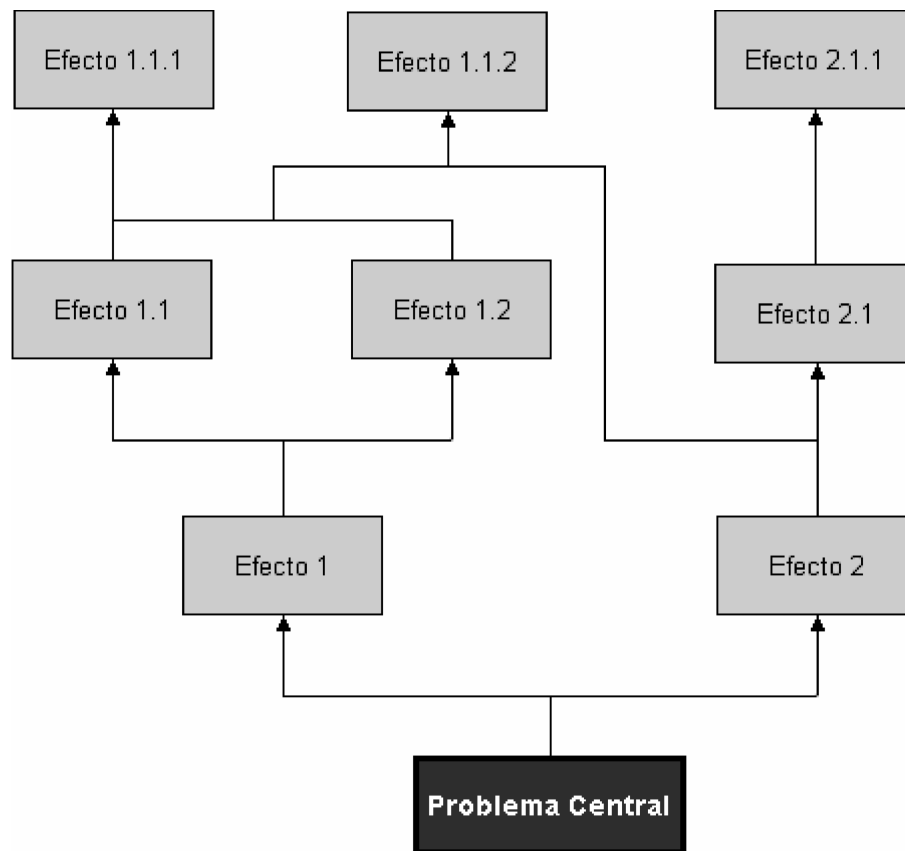 Efecto 1.1.1
Efecto 1.1.2
Efecto 2.1.1
Efecto 1.1
Efecto 1.2
Efecto 2.1
Efecto 1
Efecto 2
Problema Central